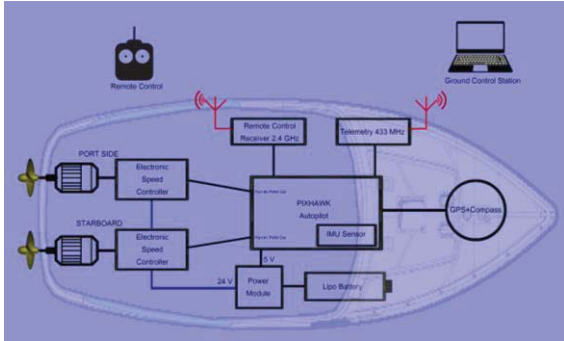 Remote Control
Ground Control Station
Remote Control
Receiver 2.4 GHz
Telemetry 433 MHz
PORT SIDE
Electronic
Speed
Controller
PIXHAWK
Autopilot
IMU Sensor
GPS+Compass
STARBOARD
Electronic
Speed
Controller
5 V
24 V
Power
Module
Lipo Battery